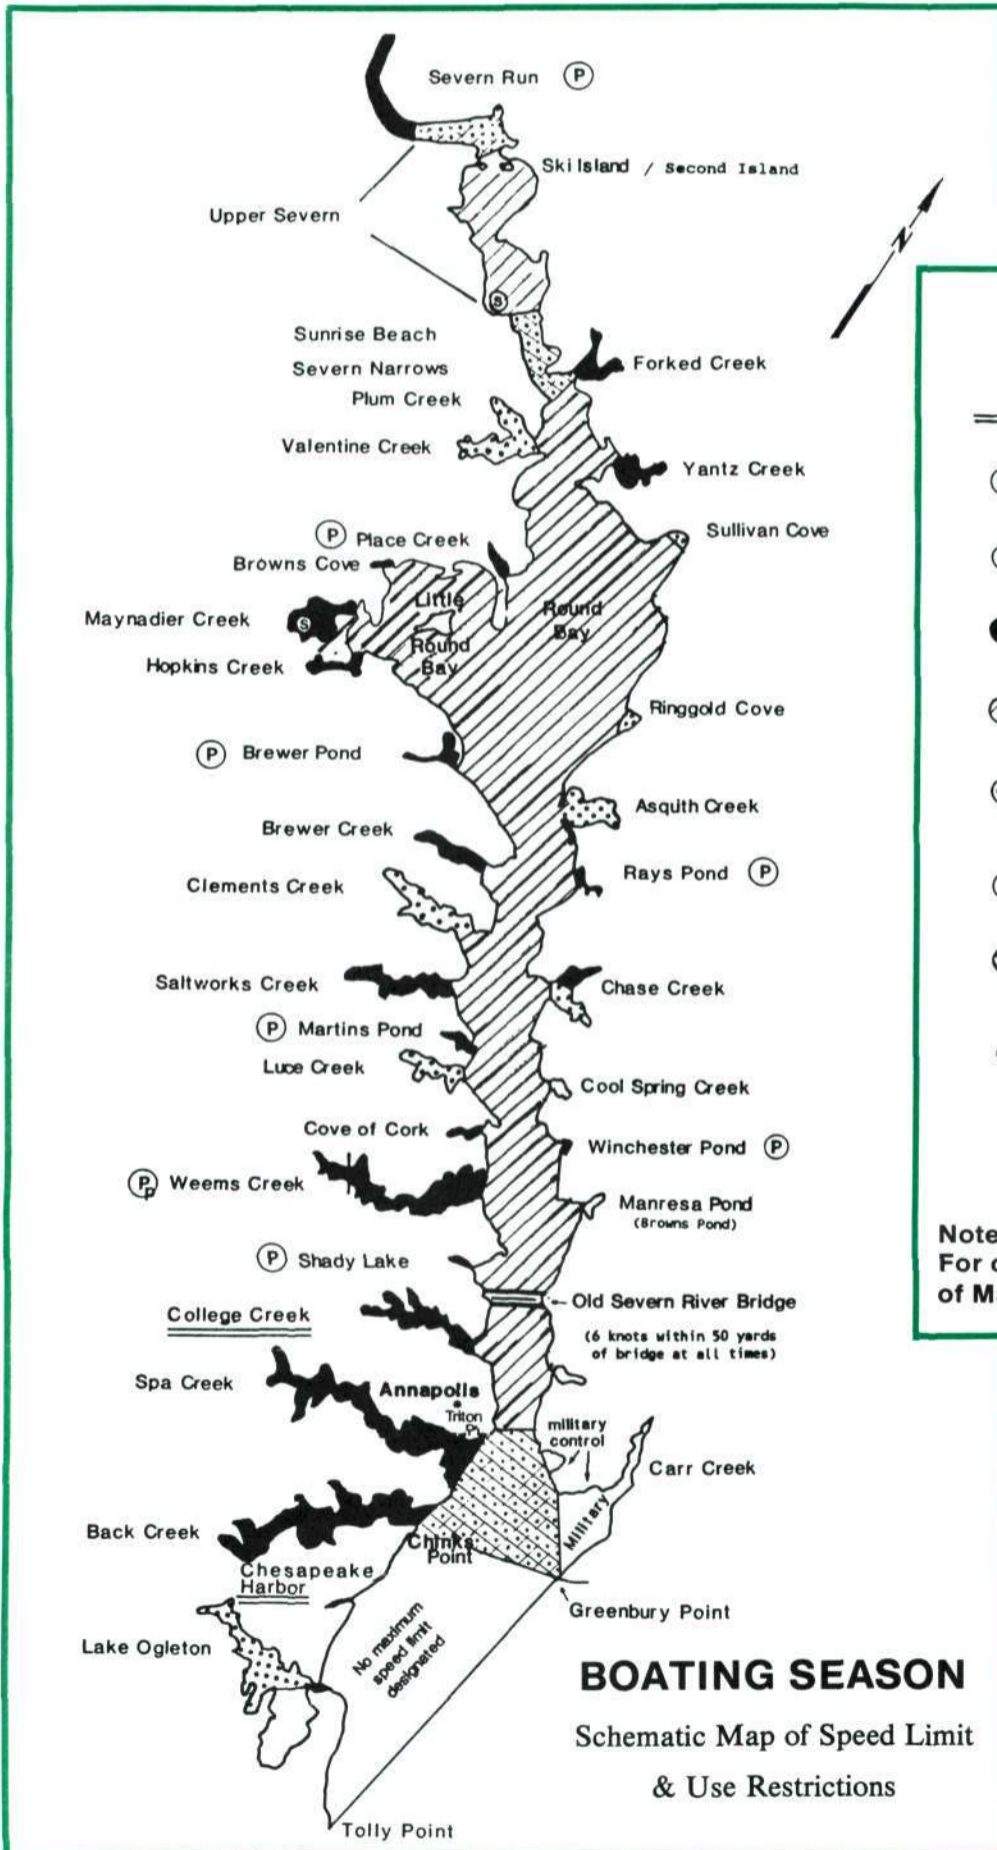 Severn Run P
Ski Island / Second Island
Upper Severn
N
S
Sunrise Beach
Severn Narrows
Forked Creek
Plum Creek
Valentine Creek
Yantz Creek
Sullivan Cove
P Place Creek
Browns Cove
Little
Round
Bay
Round
Bay
Maynadier Creek
S
Hopkins Creek
Ringgold Cove
P Brewer Pond
Asquith Creek
Brewer Creek
Rays Pond P
Clements Creek
Saltworks Creek
Chase Creek
P Martins Pond
Luce Creek
Cool Spring Creek
Cove of Cork
Winchester Pond P
P P Weems Creek
Manresa Pond
(Browns Pond)
Note
For
of M
P Shady Lake
Old Severn River Bridge
(6 knots within 50 yards
of bridge at all times)
College Creek
Spa Creek
Annapolis
Triton
military
control
Carr Creek
Military
Back Creek
Chinks
Point
Chesapeake
Harbor
Greenbury Point
Lake Ogleton
No maximum
speed limit
designated
BOATING SEASON
Schematic Map of Speed Limit
& Use Restrictions
Tolly Point